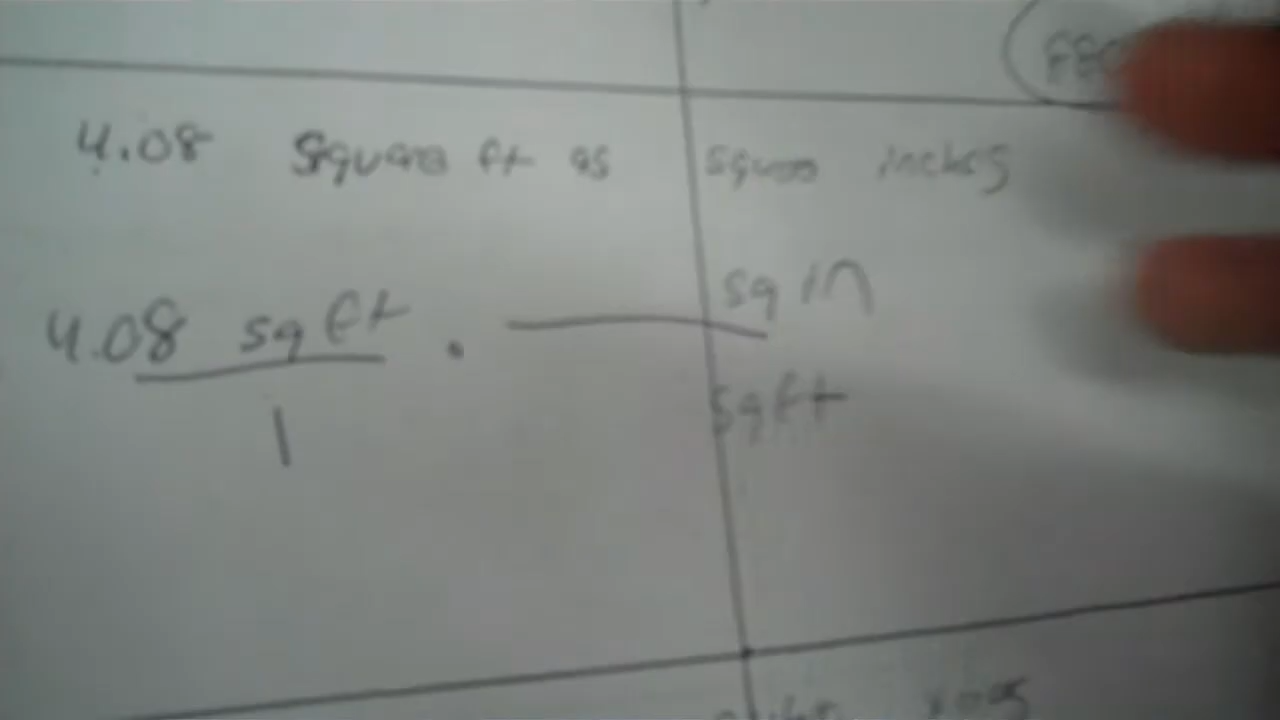 4.08 square ft as square inches
4.08 sq ft . sq in
1 sq ft